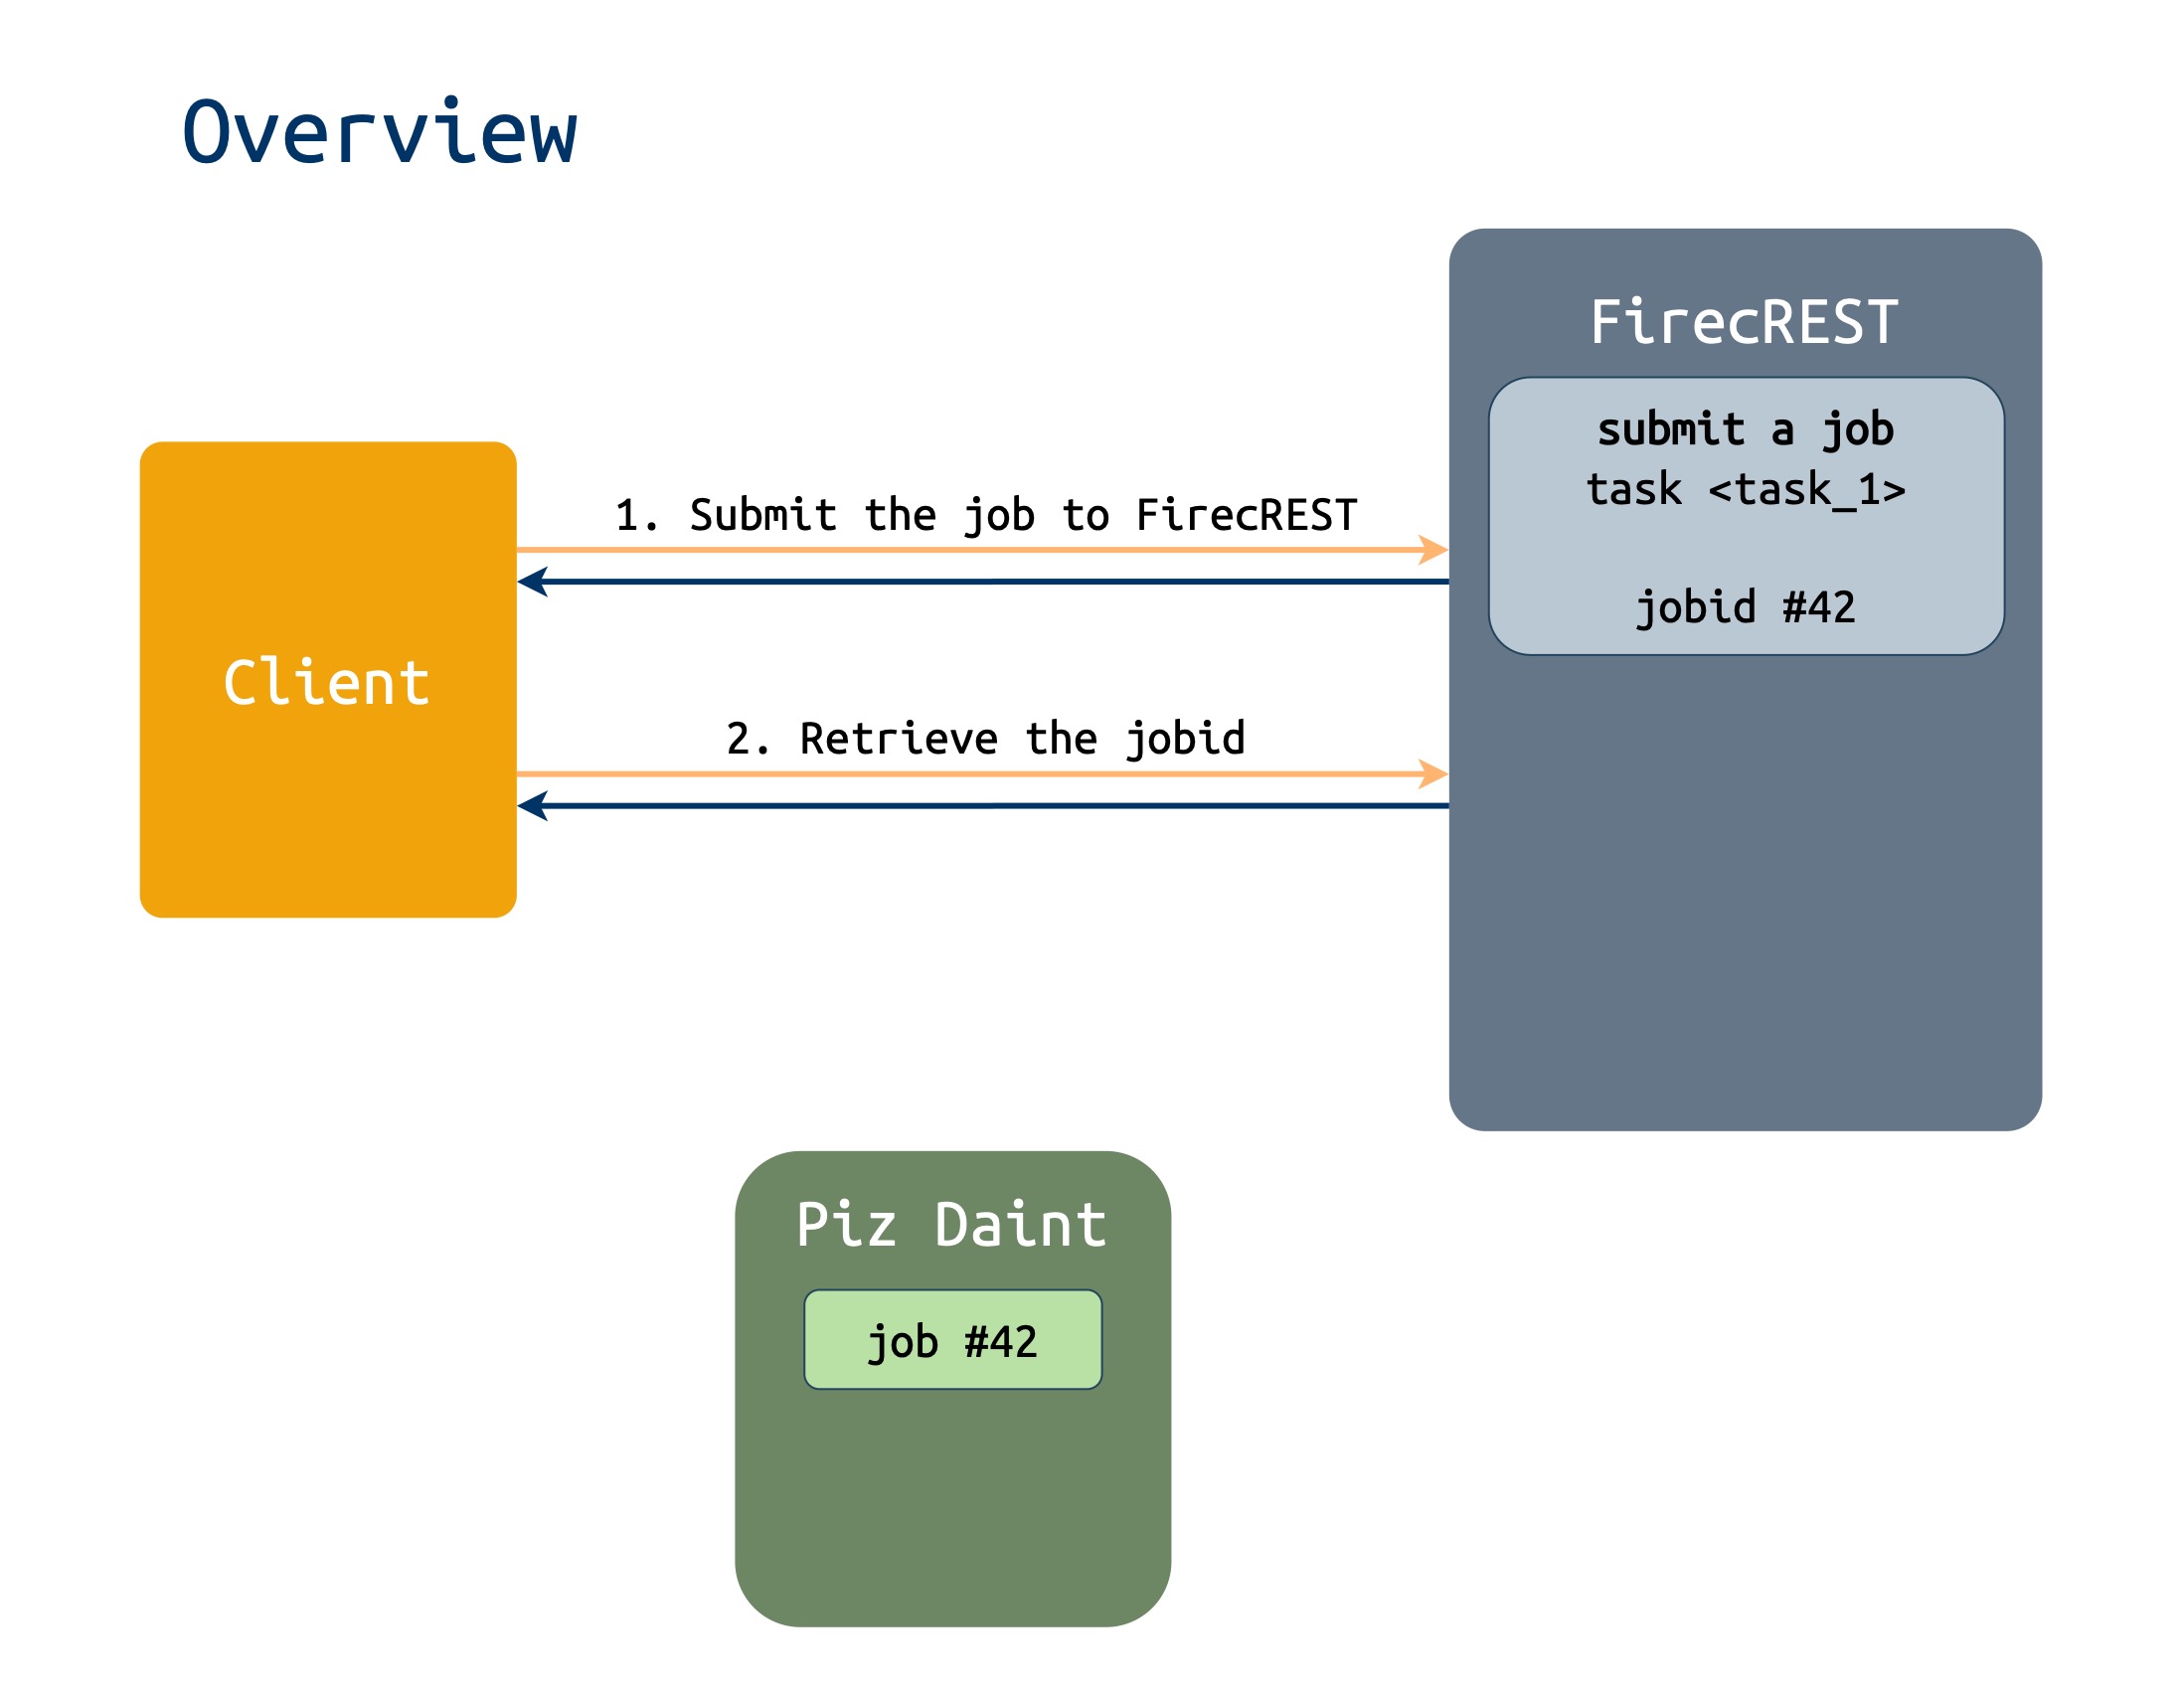 Overview
FirecREST
submit a job
task <task_1>
jobid #42
1. Submit the job to FirecREST
Client
2. Retrieve the jobid
Piz Daint
job #42